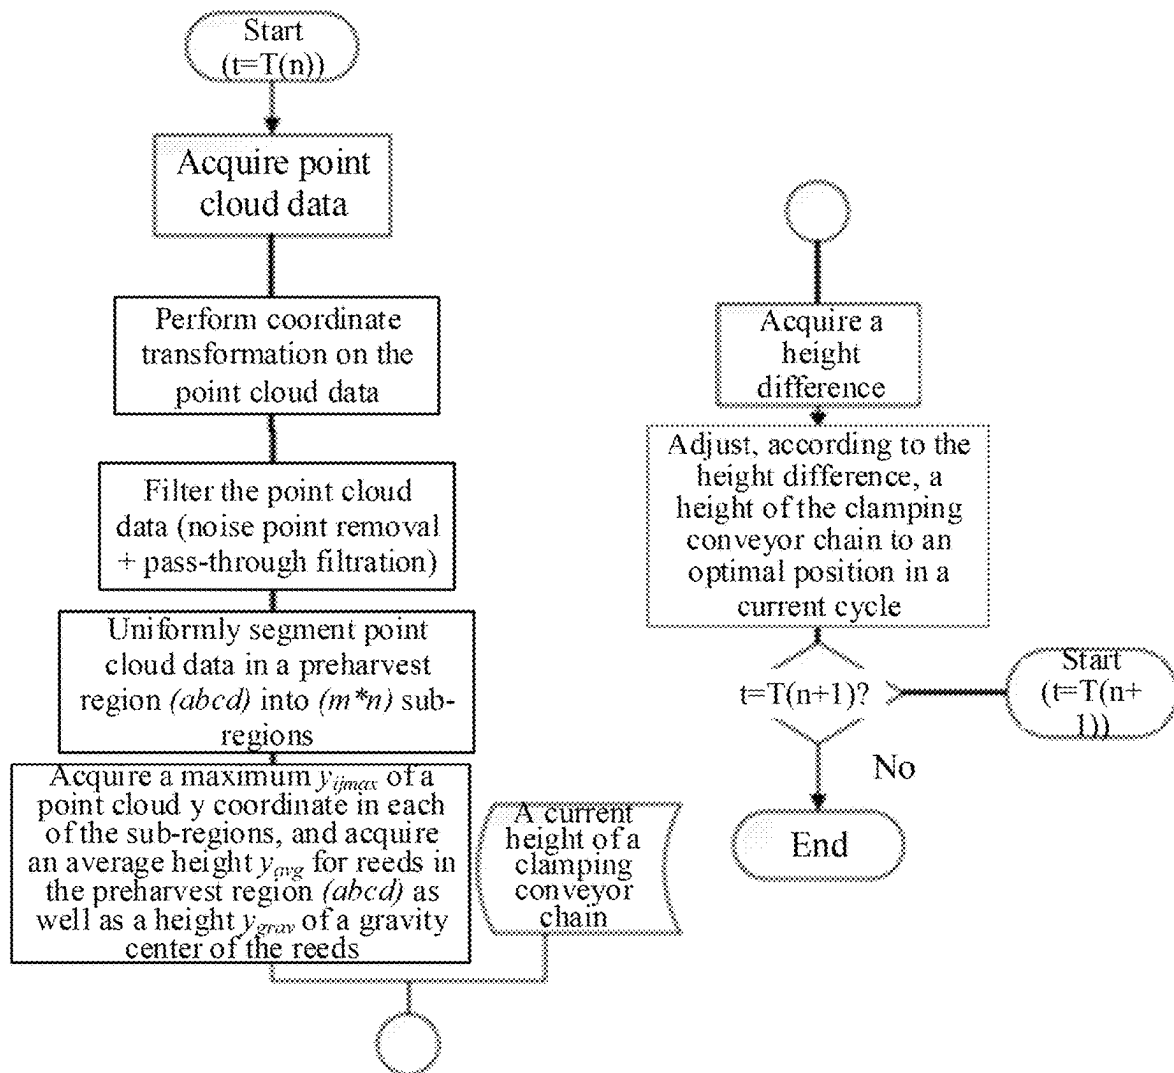 Start
(t=T(n))
Acquire point
cloud data
Perform coordinate
transformation on the
point cloud data
Filter the point cloud
data (noise point removal
+ pass-through filtration)
Uniformly segment point
cloud data in a preharvest
region (abcd) into (m*n) sub-
regions
Acquire a maximum yijmax of a
point cloud y coordinate in each
of the sub-regions, and acquire
an average height yavg for reeds in
the preharvest region (abcd) as
well as a height ygrav of a gravity
center of the reeds
A current
height of a
clamping
conveyor
chain
Acquire a
height
difference
Adjust, according to the
height difference, a
height of the clamping
conveyor chain to an
optimal position in a
current cycle
t=T(n+1)?
Start
(t=T(n+
1))
No
End